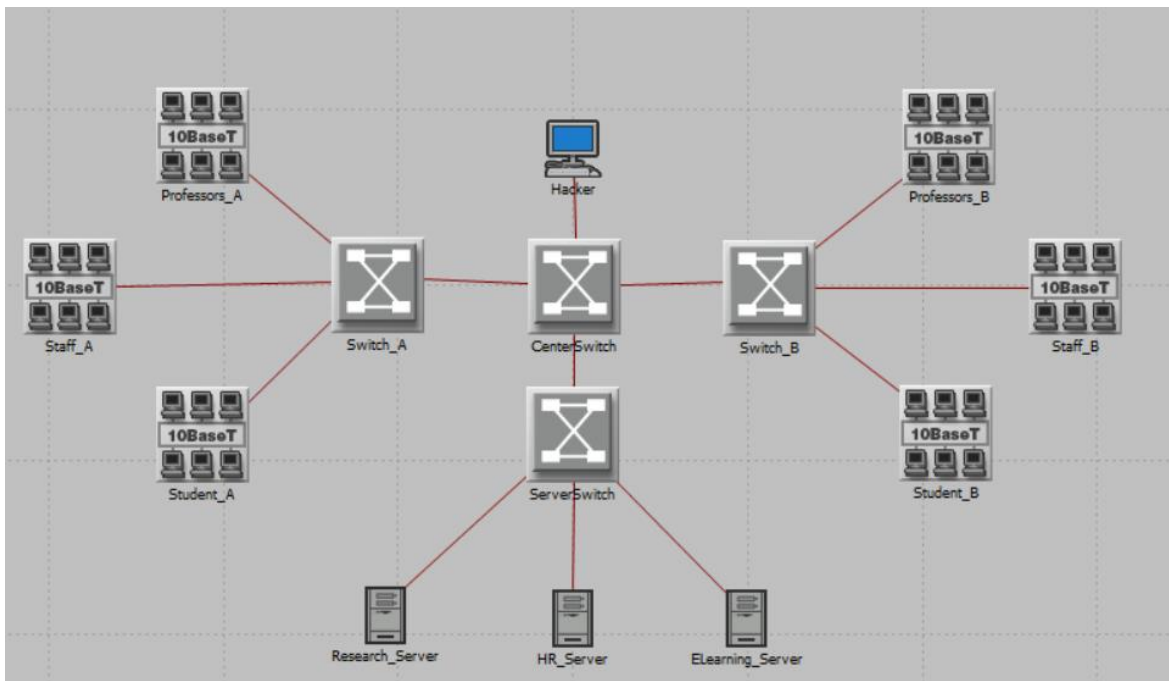 10BaseT
Professors_A
Hacker
10BaseT
Professors_B
10BaseT
Staff_A
Switch_A
CenterSwitch
Switch_B
10BaseT
Staff_B
10BaseT
Student_A
ServerSwitch
10BaseT
Student_B
Research_Server
HR_Server
ELearning_Server